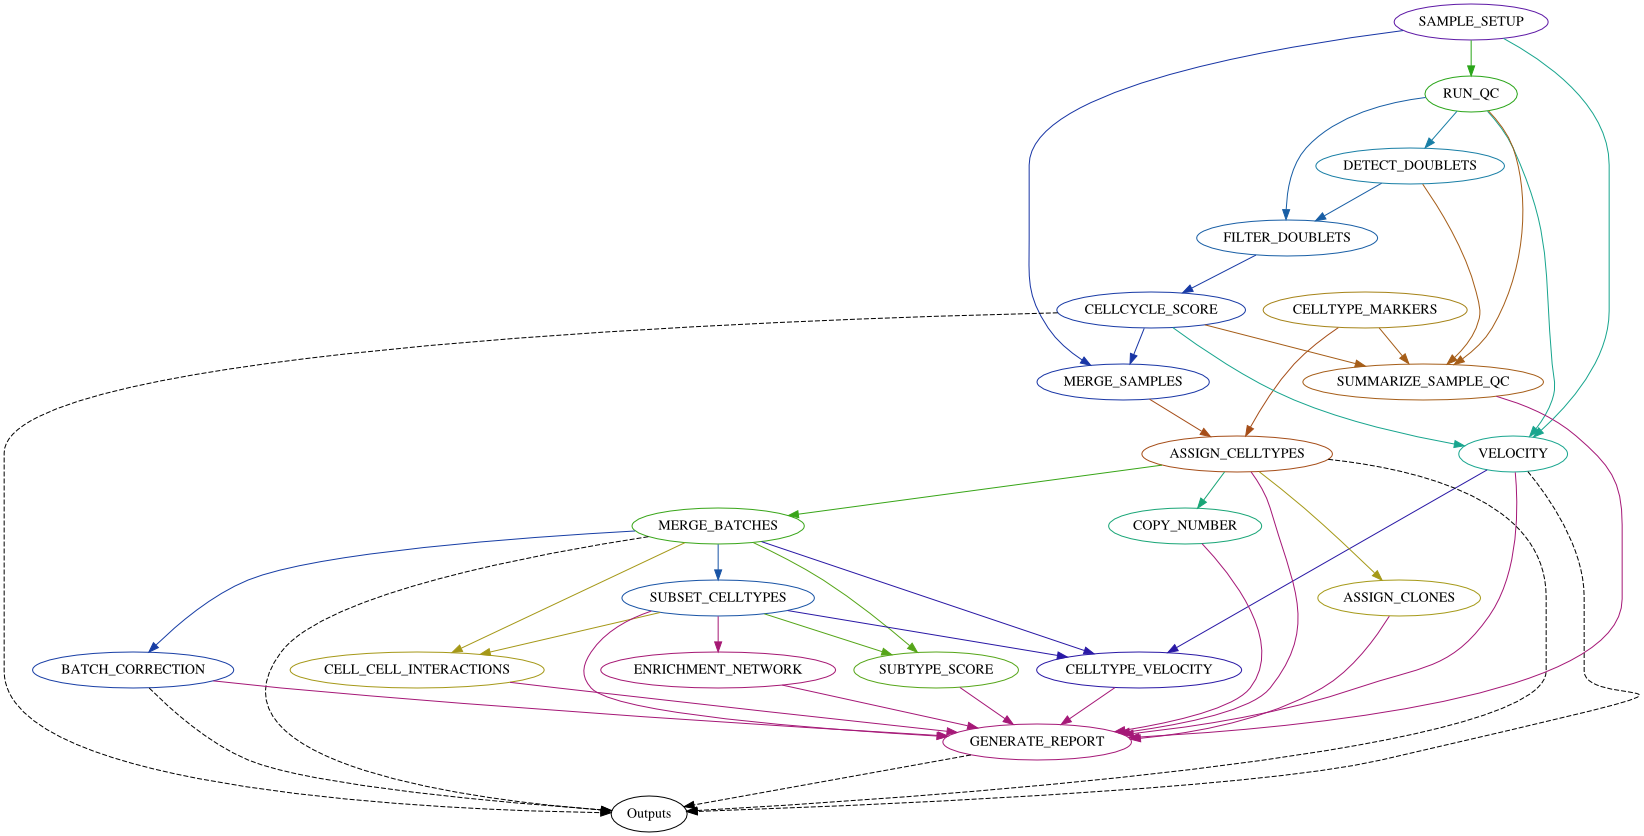 SAMPLE_SETUP
RUN_QC
DETECT_DOUBLETS
FILTER_DOUBLETS
CELLCYCLE_SCORE
CELLTYPE_MARKERS
MERGE_SAMPLES
SUMMARIZE_SAMPLE_QC
ASSIGN_CELLTYPES
VELOCITY
MERGE_BATCHES
COPY_NUMBER
SUBSET_CELLTYPES
ASSIGN_CLONES
BATCH_CORRECTION
CELL_CELL_INTERACTIONS
ENRICHMENT_NETWORK
SUBTYPE_SCORE
CELLTYPE_VELOCITY
GENERATE_REPORT
Outputs